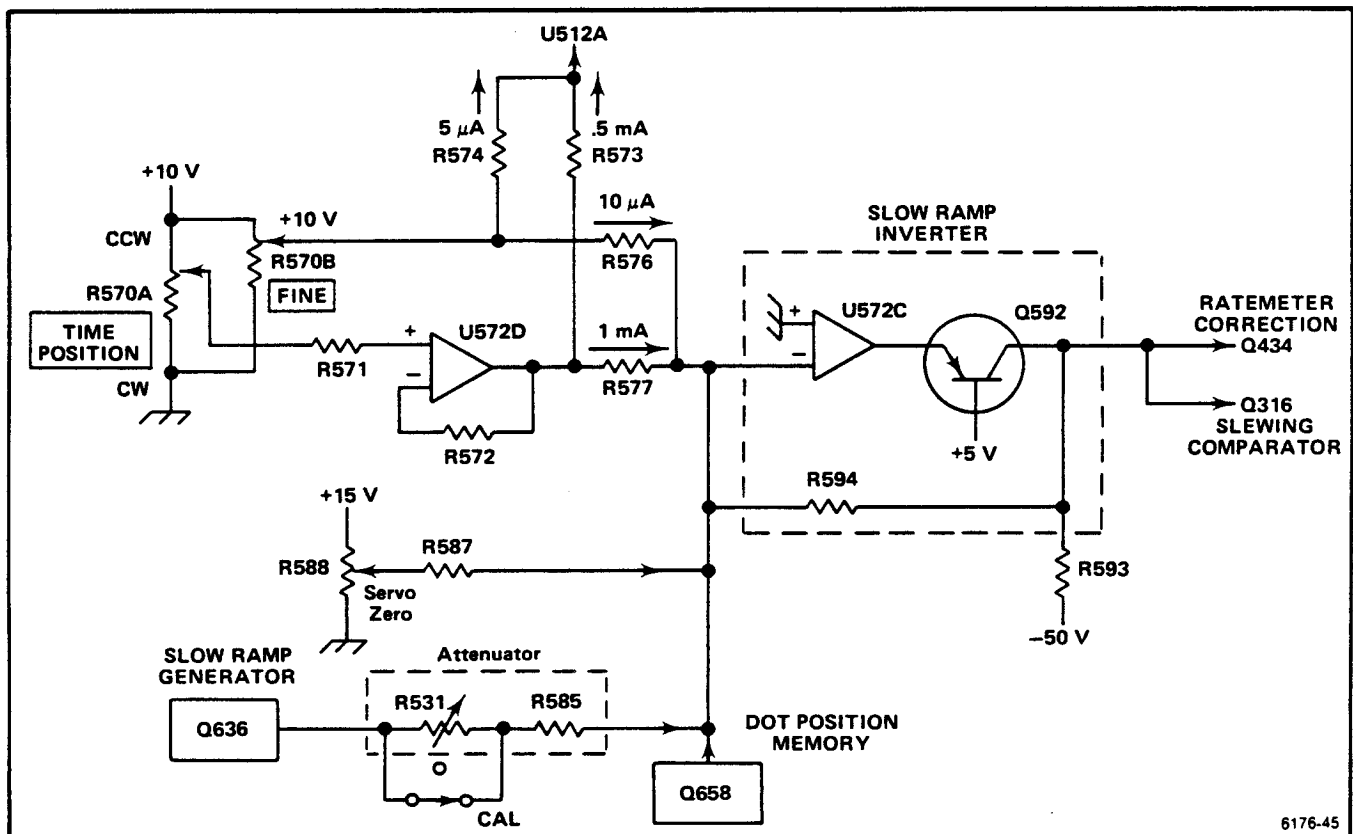 U512A
5 μA
R574
.5 mA
R573
+10 V
CCW
+10 V
R570B
FINE
R570A
TIME
POSITION
CW
10 μA
R576
SLOW RAMP
INVERTER
+
U572D
−
R571
R572
1 mA
R577
+
U572C
−
Q592
+5 V
RATEMETER
CORRECTION
Q434
Q316
SLEWING
COMPARATOR
R594
R593
−50 V
+15 V
R588
R587
Servo
Zero
SLOW RAMP
GENERATOR
Q636
Attenuator
R531
R585
CAL
DOT POSITION
MEMORY
Q658
6176-45